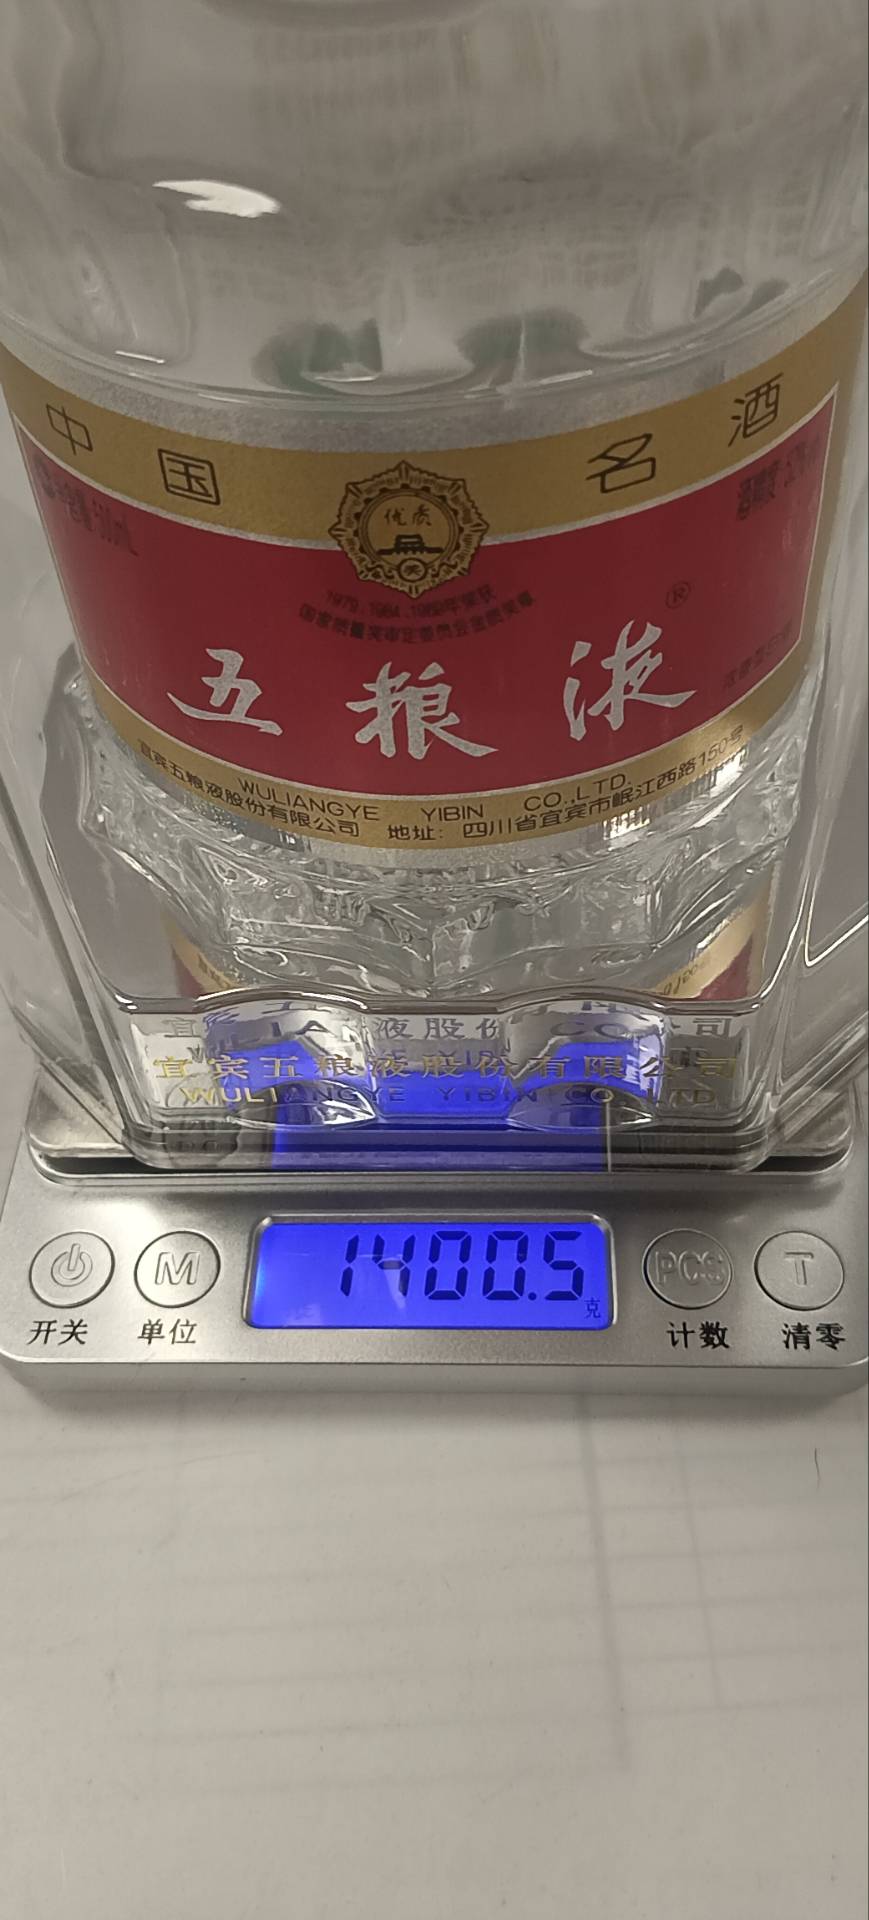 中国名酒
优质
奖
1979、1984、1989年荣获
国家质量奖审定委员会金质奖章
®
五粮液
WULIANGYE YIBIN CO.,LTD.
宜宾五粮液股份有限公司 地址：四川省宜宾市岷江西路150号
宜宾五粮液股份有限公司
WULIANGYE YIBIN CO.,LTD
1400.5
克
M PCS T
开关 单位 计数 清零